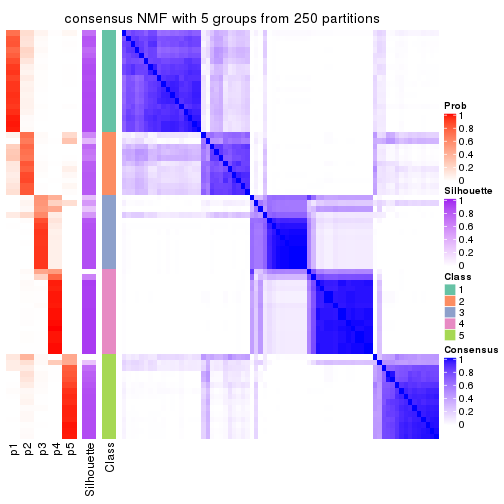 consensus NMF with 5 groups from 250 partitions
Prob
1
0.8
0.6
0.4
0.2
0
Silhouette
1
0.8
0.6
0.4
0.2
0
Class
1
2
3
4
5
Consensus
1
0.8
0.6
0.4
0.2
0
p1
p2
p3
p4
p5
Silhouette
Class